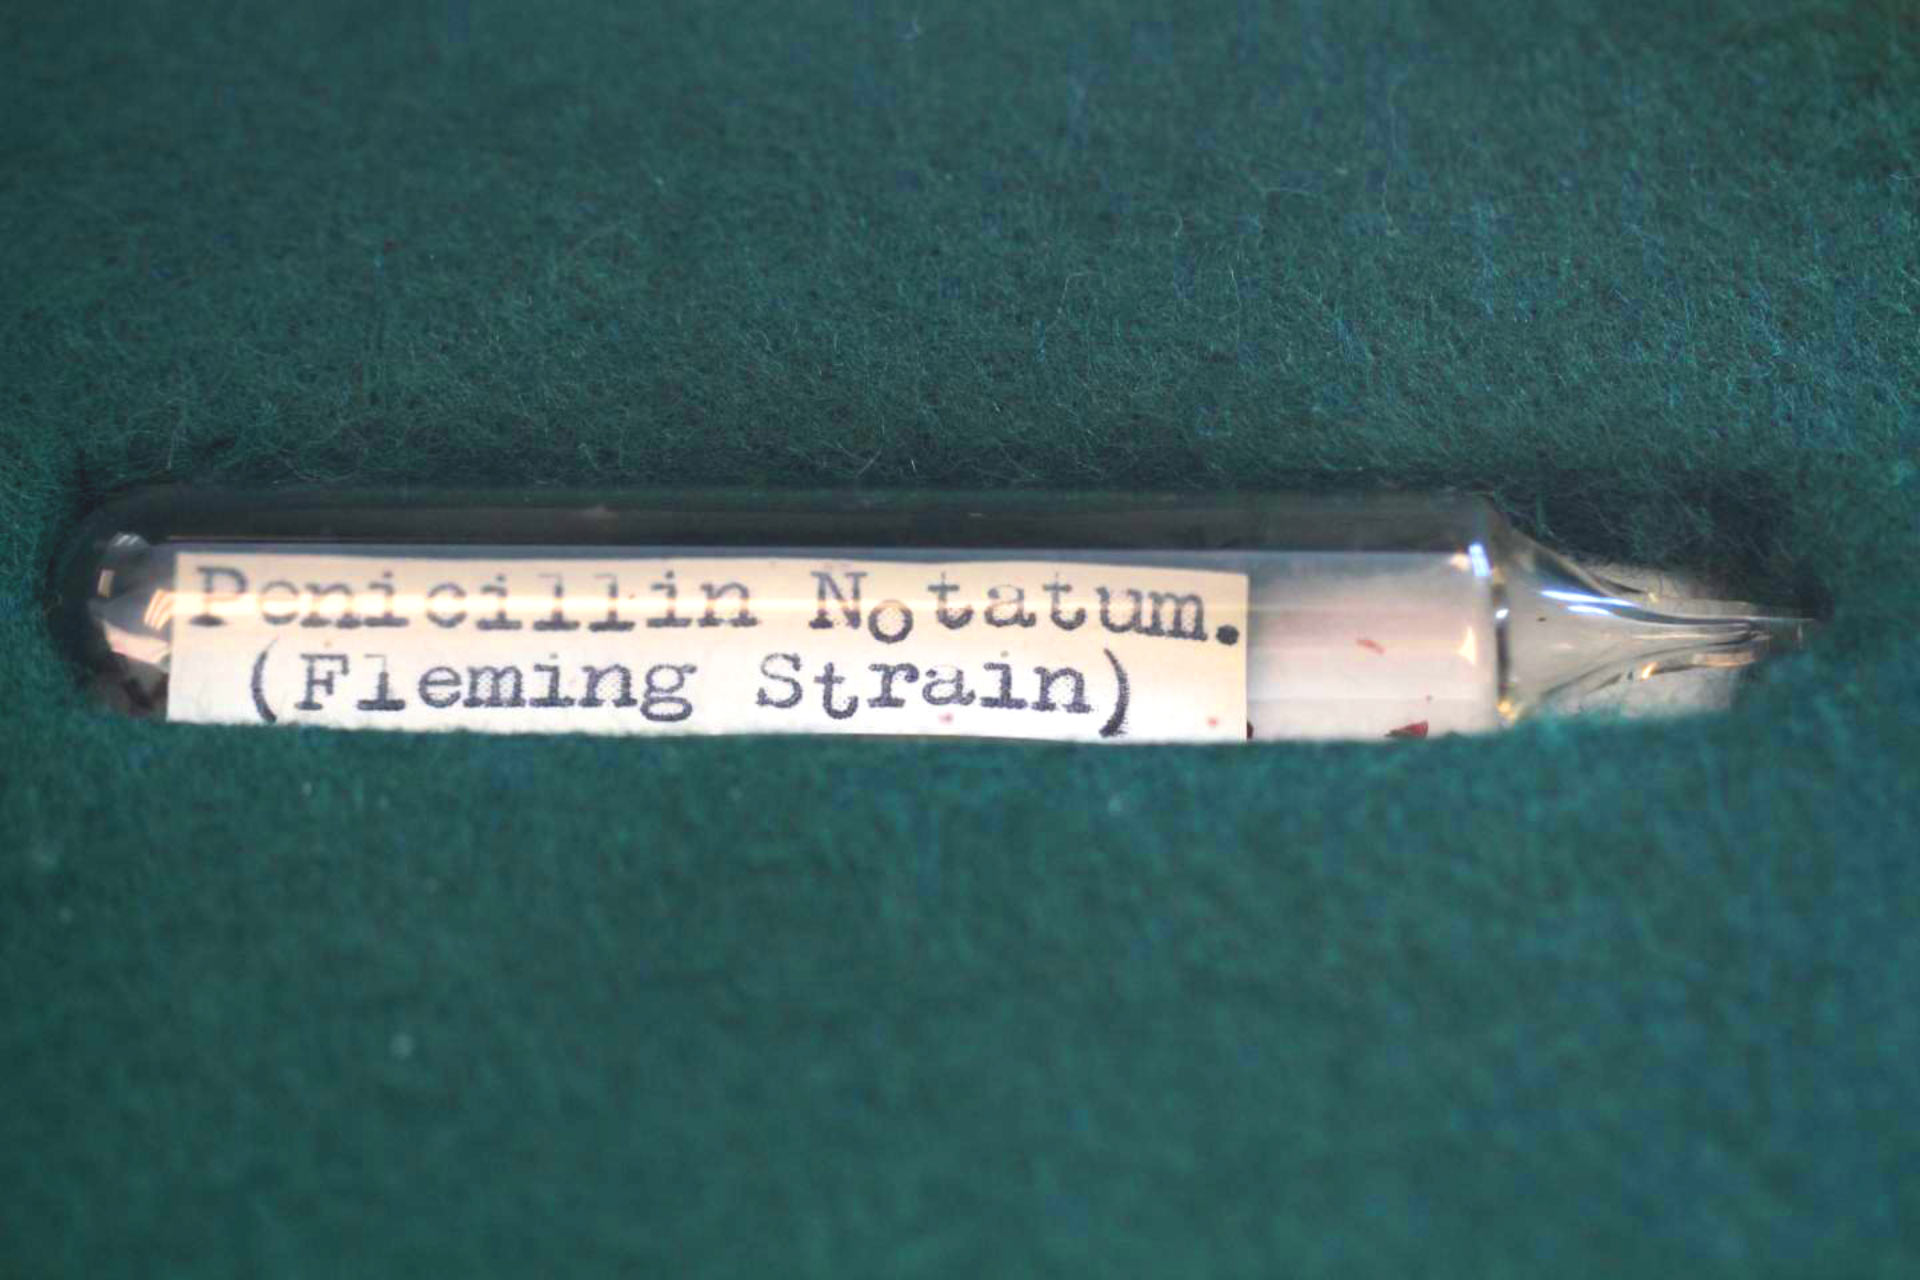 Penicillin Notatum.
(Fleming Strain)